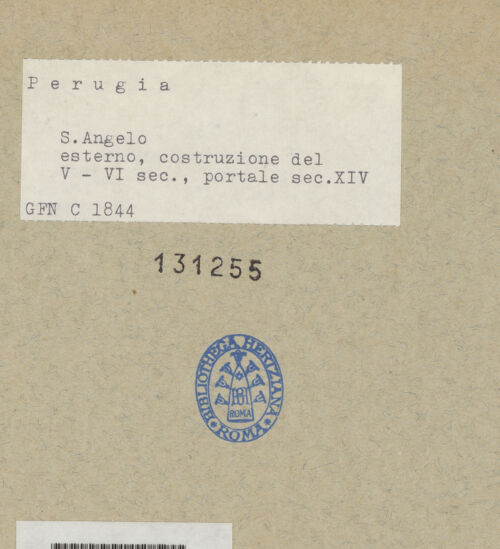 Perugia
S.Angelo
esterno, costruzione del
V - VI sec., portale sec.XIV
GFN C 1844
131255
BIBLIOTHECA HERTZIANA
ROMA
ROMA